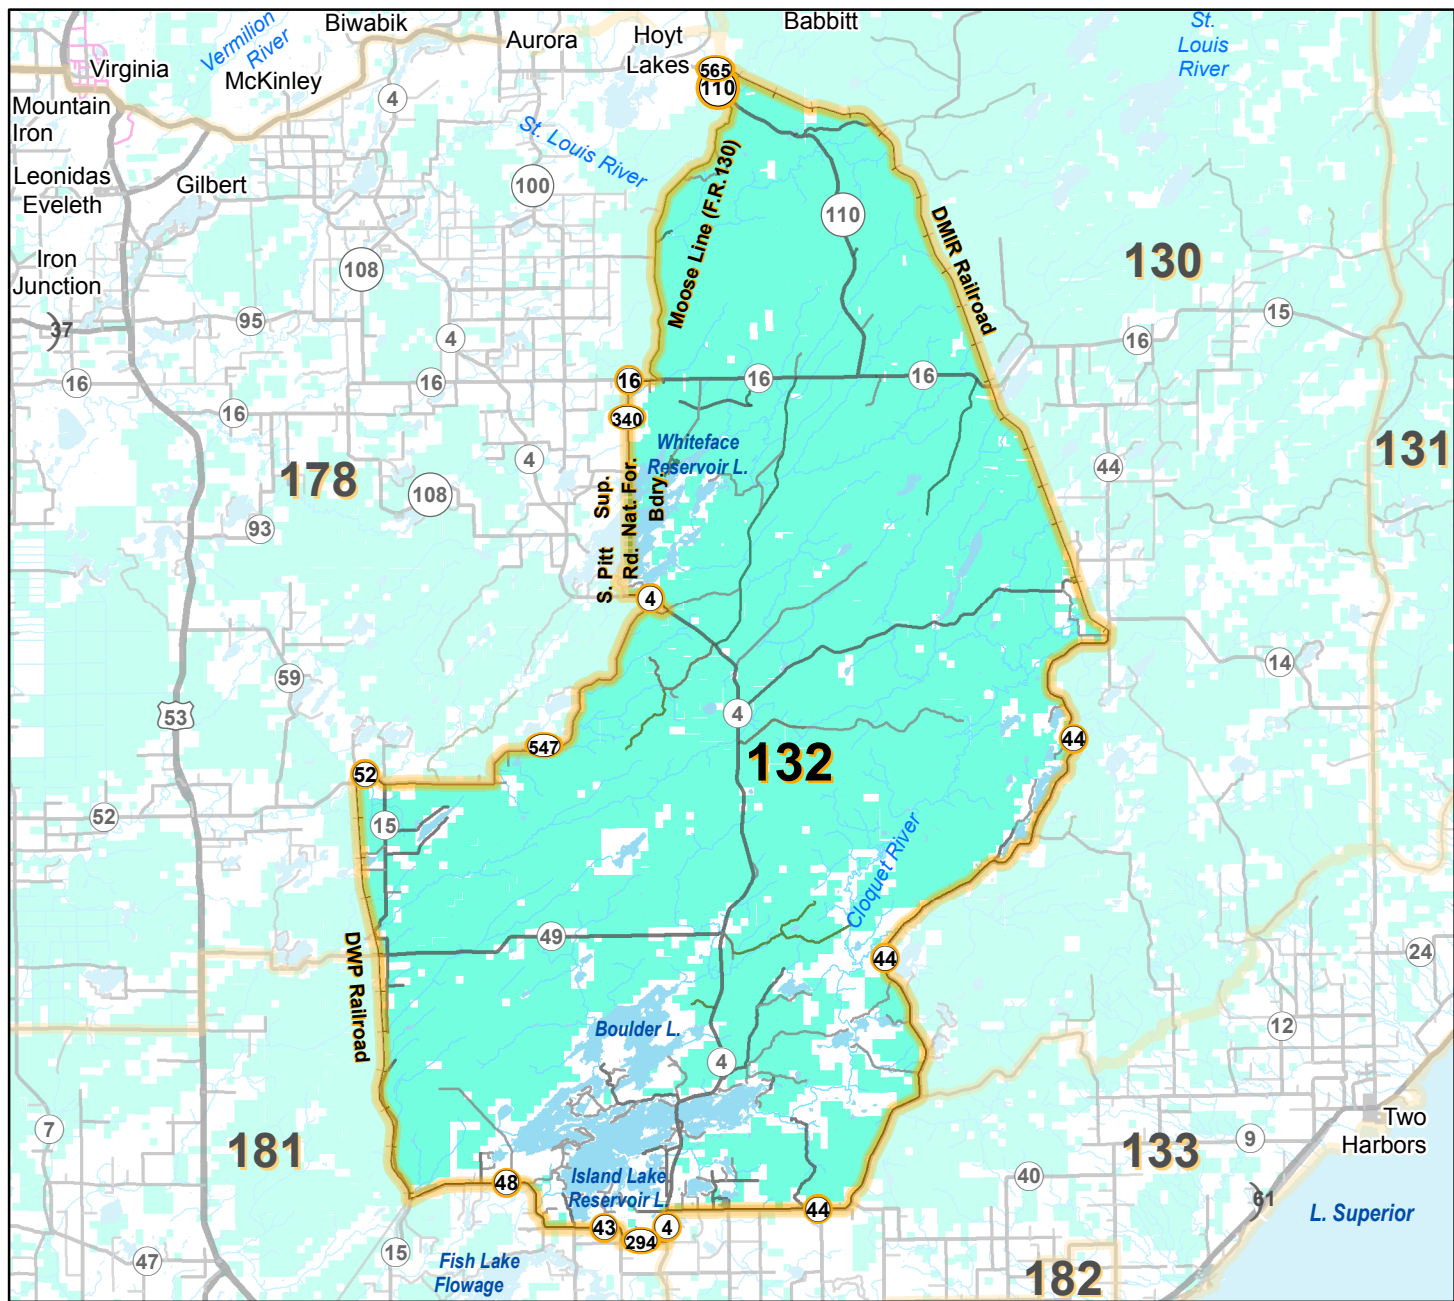 Biwabik
Babbitt
St.
Louis
River
Vermilion
River
Aurora
Hoyt
Lakes
Virginia
McKinley
565
110
4
Mountain
Iron
St. Louis River
Leonidas
Eveleth
Gilbert
100
110
Moose Line (F.R.130)
DMIR Railroad
Iron
Junction
108
130
95
37
4
15
16
16
16
16
16
16
16
340
131
Whiteface
Reservoir L.
178
4
44
108
93
S. Pitt
Rd.
Sup.
Nat. For.
Bdry.
4
59
14
53
4
44
547
132
52
52
15
Cloquet River
49
DWP Railroad
44
24
12
Boulder L.
4
7
181
133
9
Two
Harbors
48
Island Lake
Reservoir L.
40
61
L. Superior
44
43
4
294
15
47
Fish Lake
Flowage
182